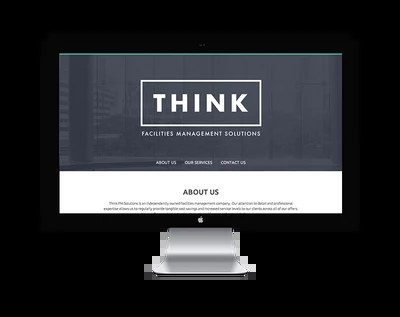 THINK
FACILITIES MANAGEMENT SOLUTIONS
ABOUT US OUR SERVICES CONTACT US
ABOUT US
Think FM Solutions is an independently owned facilities management company. Our attention to detail and professional
expertise allows us to regularly provide tangible cost savings and increased service levels to our clients across all of our offers.